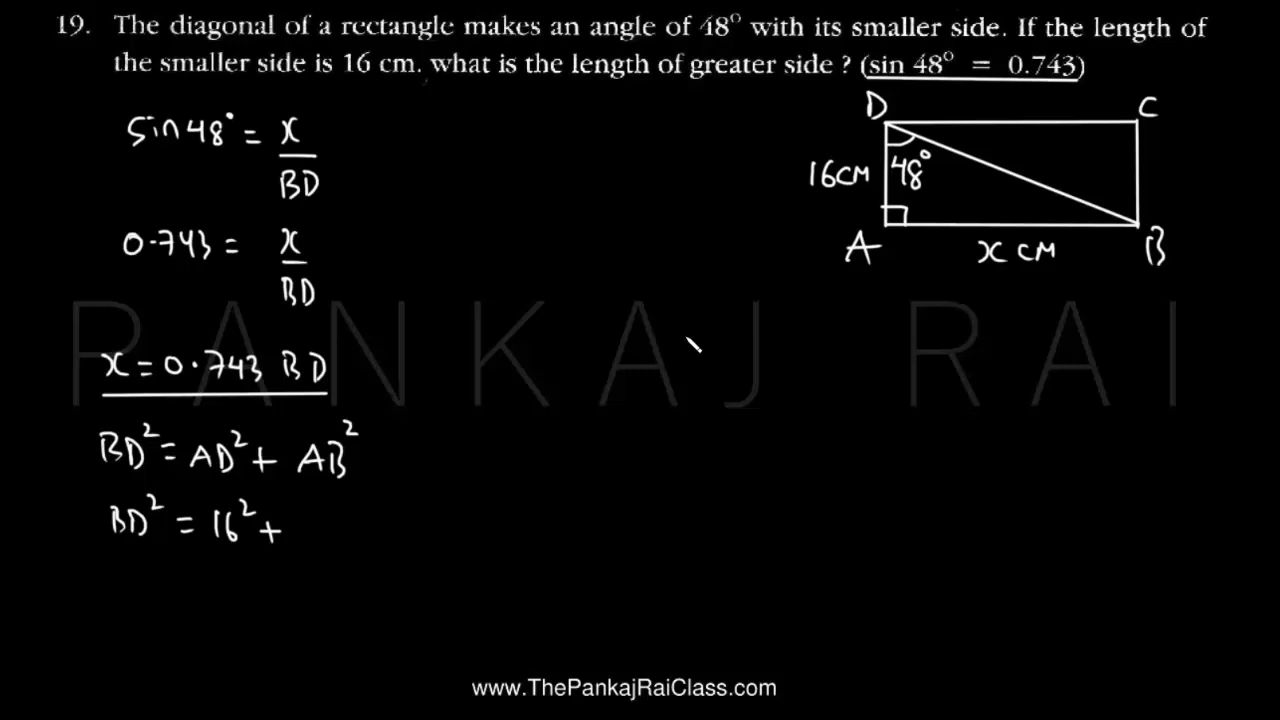 19. The diagonal of a rectangle makes an angle of 48° with its smaller side. If the length of
the smaller side is 16 cm. what is the length of greater side ? (sin 48° = 0.743)
sin 48° = x
BD
0.743 = x
BD
x = 0.743 BD
BD² = AD² + AB²
BD² = 16² +
D C
16cm 48°
A x cm B
PANKAJ RAI
www.ThePankajRaiClass.com